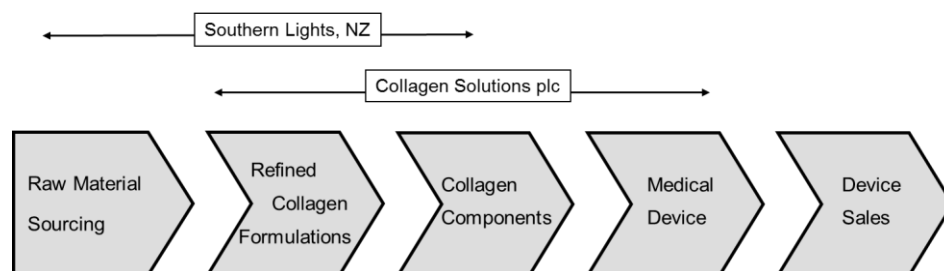 Southern Lights, NZ
Collagen Solutions plc
Raw Material
Sourcing
Refined
Collagen
Formulations
Collagen
Components
Medical
Device
Device
Sales